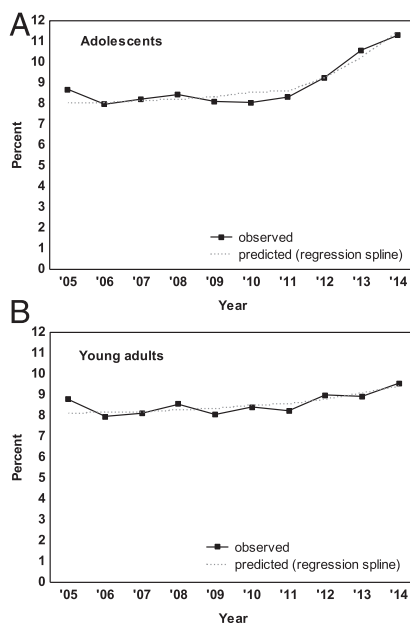 A
Adolescents
12
11
10
9
8
7
6
5
4
3
2
1
0
Percent
observed
predicted (regression spline)
'05 '06 '07 '08 '09 '10 '11 '12 '13 '14
Year
B
Young adults
12
11
10
9
8
7
6
5
4
3
2
1
0
Percent
observed
predicted (regression spline)
'05 '06 '07 '08 '09 '10 '11 '12 '13 '14
Year